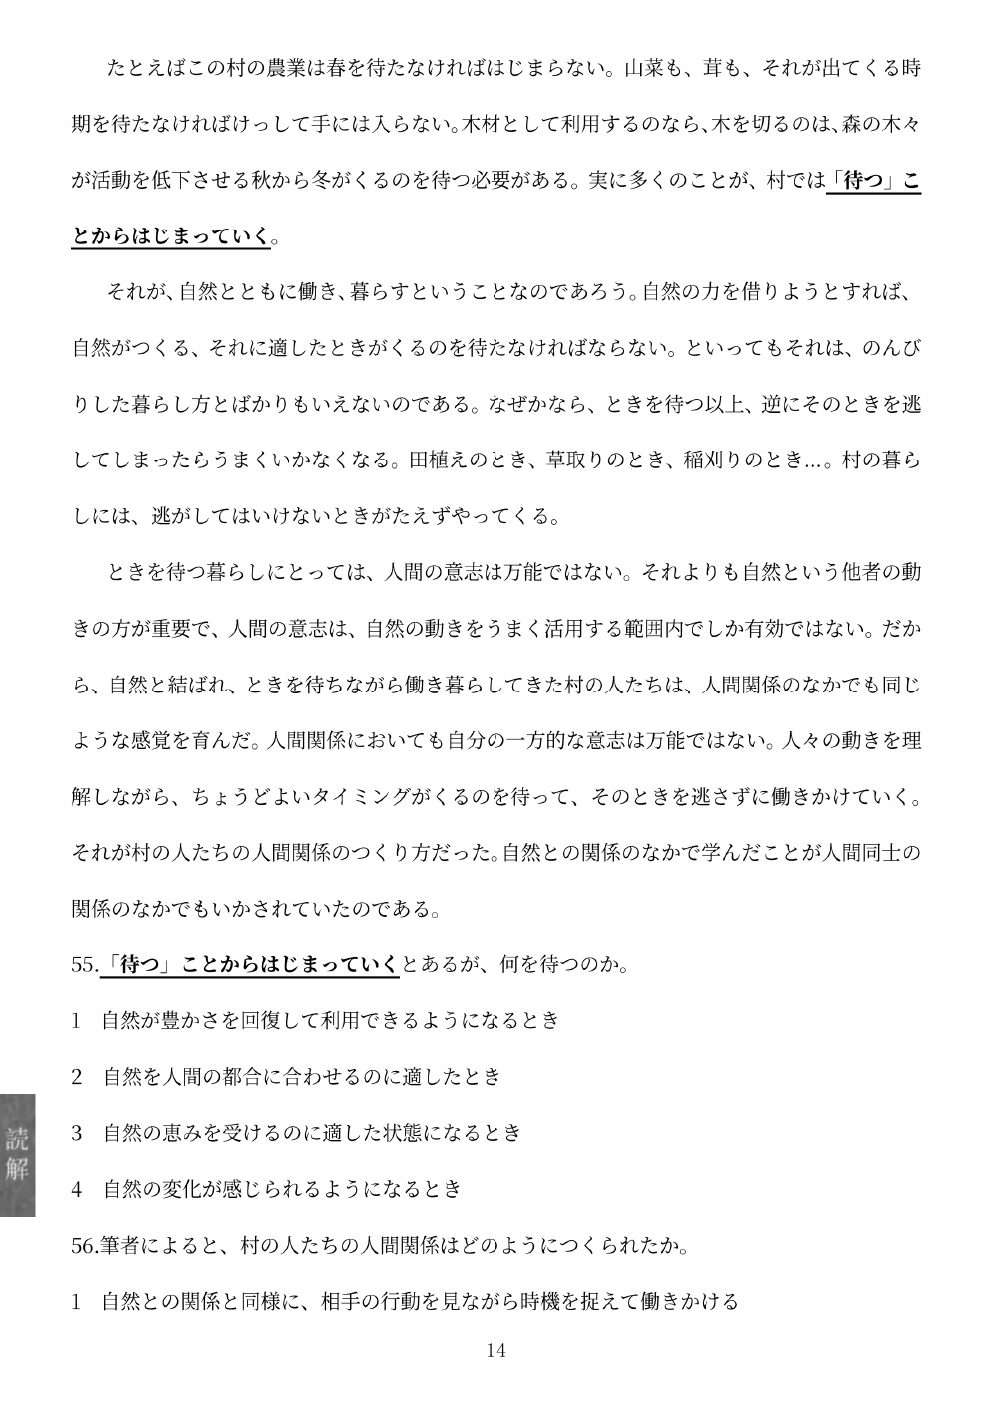 たとえばこの村の農業は春を待たなければはじまらない。山菜も、茸も、それが出てくる時
期を待たなければけっして手には入らない。木材として利用するのなら、木を切るのは、森の木々
が活動を低下させる秋から冬がくるのを待つ必要がある。実に多くのことが、村では「待つ」こ
とからはじまっていく。
それが、自然とともに働き、暮らすということなのであろう。自然の力を借りようとすれば、
自然がつくる、それに適したときがくるのを待たなければならない。といってもそれは、のんび
りした暮らし方とばかりもいえないのである。なぜかなら、ときを待つ以上、逆にそのときを逃
してしまったらうまくいかなくなる。田植えのとき、草取りのとき、稲刈りのとき…。村の暮ら
しには、逃がしてはいけないときがたえずやってくる。
ときを待つ暮らしにとっては、人間の意志は万能ではない。それよりも自然という他者の動
きの方が重要で、人間の意志は、自然の動きをうまく活用する範囲内でしか有効ではない。だか
ら、自然と結ばれ、ときを待ちながら働き暮らしてきた村の人たちは、人間関係のなかでも同じ
ような感覚を育んだ。人間関係においても自分の一方的な意志は万能ではない。人々の動きを理
解しながら、ちょうどよいタイミングがくるのを待って、そのときを逃さずに働きかけていく。
それが村の人たちの人間関係のつくり方だった。自然との関係のなかで学んだことが人間同士の
関係のなかでもいかされていたのである。
55.「待つ」ことからはじまっていくとあるが、何を待つのか。
1 自然が豊かさを回復して利用できるようになるとき
2 自然を人間の都合に合わせるのに適したとき
3 自然の恵みを受けるのに適した状態になるとき
読解
4 自然の変化が感じられるようになるとき
56.筆者によると、村の人たちの人間関係はどのようにつくられたか。
1 自然との関係と同様に、相手の行動を見ながら時機を捉えて働きかける
14